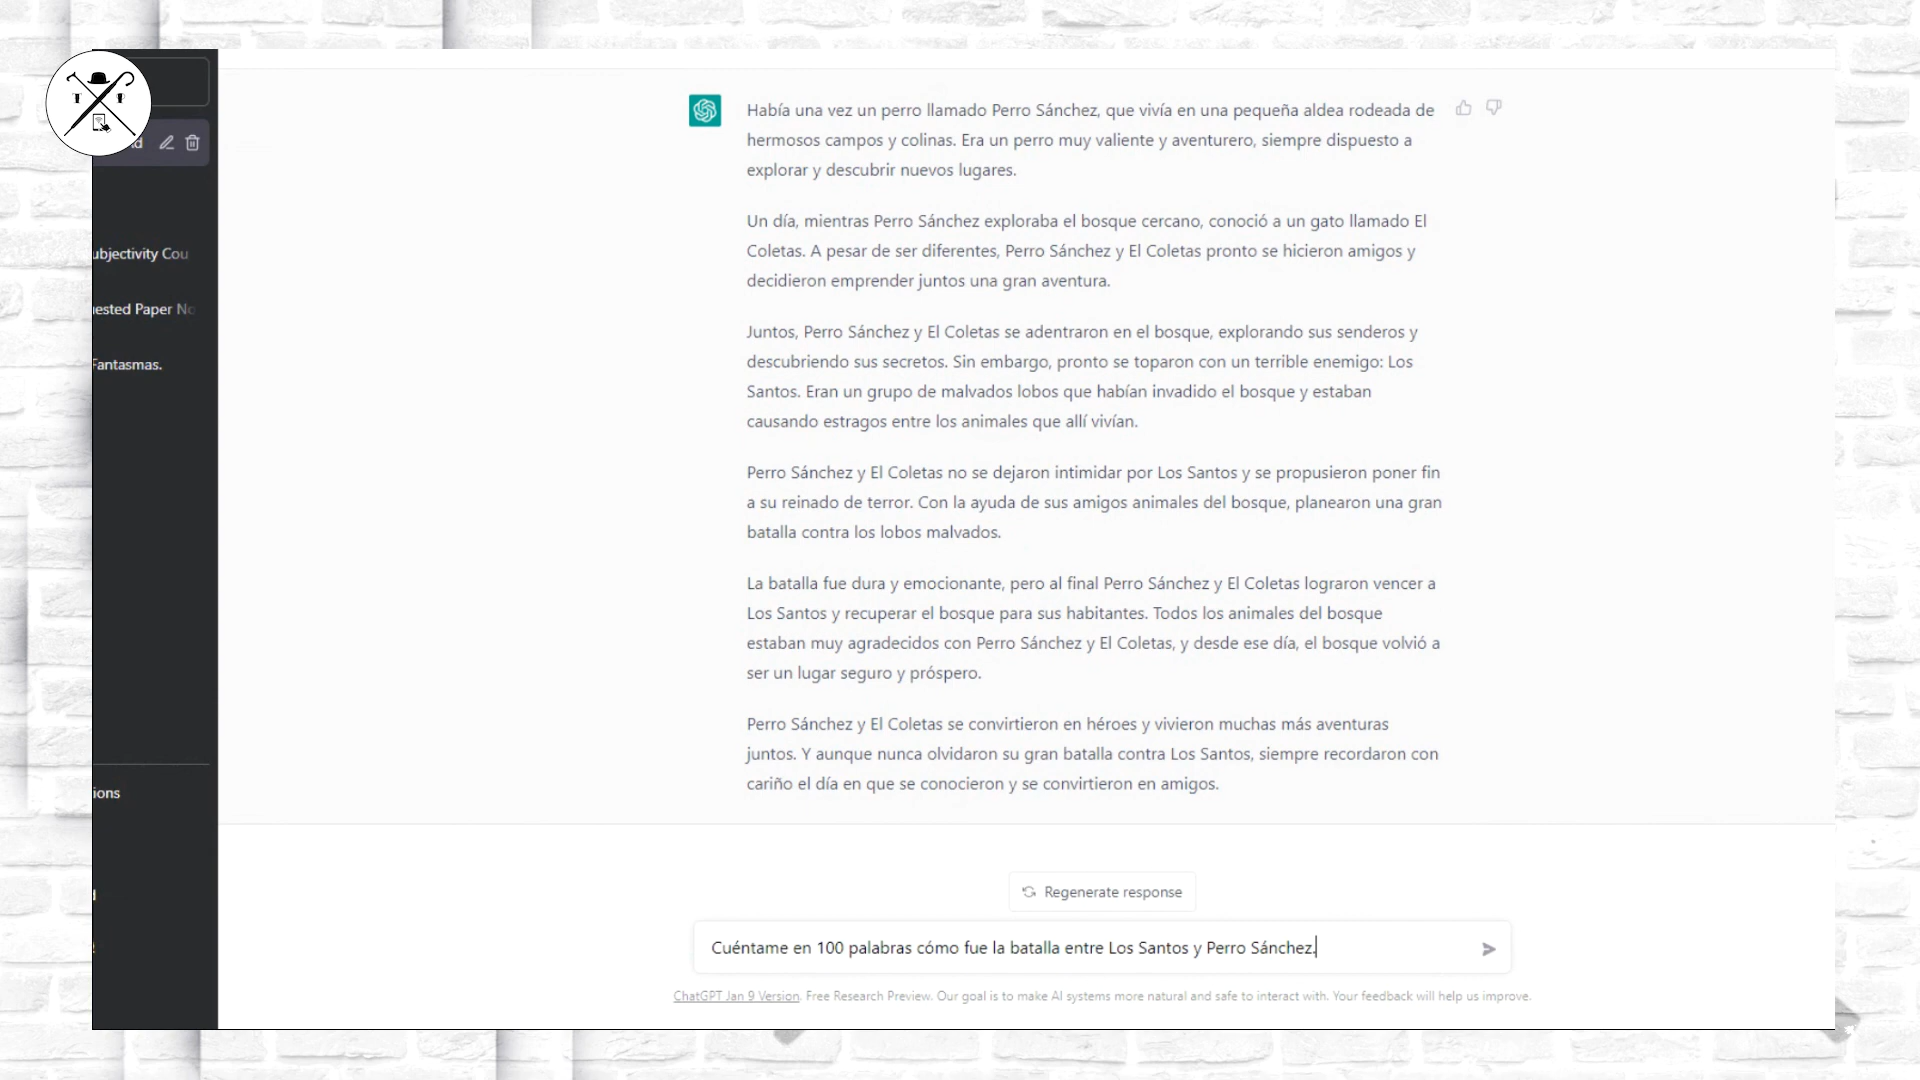 T P
Había una vez un perro llamado Perro Sánchez, que vivía en una pequeña aldea rodeada de
hermosos campos y colinas. Era un perro muy valiente y aventurero, siempre dispuesto a
explorar y descubrir nuevos lugares.
Un día, mientras Perro Sánchez exploraba el bosque cercano, conoció a un gato llamado El
Coletas. A pesar de ser diferentes, Perro Sánchez y El Coletas pronto se hicieron amigos y
decidieron emprender juntos una gran aventura.
Juntos, Perro Sánchez y El Coletas se adentraron en el bosque, explorando sus senderos y
descubriendo sus secretos. Sin embargo, pronto se toparon con un terrible enemigo: Los
Santos. Eran un grupo de malvados lobos que habían invadido el bosque y estaban
causando estragos entre los animales que allí vivían.
Perro Sánchez y El Coletas no se dejaron intimidar por Los Santos y se propusieron poner fin
a su reinado de terror. Con la ayuda de sus amigos animales del bosque, planearon una gran
batalla contra los lobos malvados.
La batalla fue dura y emocionante, pero al final Perro Sánchez y El Coletas lograron vencer a
Los Santos y recuperar el bosque para sus habitantes. Todos los animales del bosque
estaban muy agradecidos con Perro Sánchez y El Coletas, y desde ese día, el bosque volvió a
ser un lugar seguro y próspero.
Perro Sánchez y El Coletas se convirtieron en héroes y vivieron muchas más aventuras
juntos. Y aunque nunca olvidaron su gran batalla contra Los Santos, siempre recordaron con
cariño el día en que se conocieron y se convirtieron en amigos.
ubjectivity Cou
ested Paper No
Fantasmas.
ions
Regenerate response
Cuéntame en 100 palabras cómo fue la batalla entre Los Santos y Perro Sánchez.
ChatGPT Jan 9 Version. Free Research Preview. Our goal is to make AI systems more natural and safe to interact with. Your feedback will help us improve.